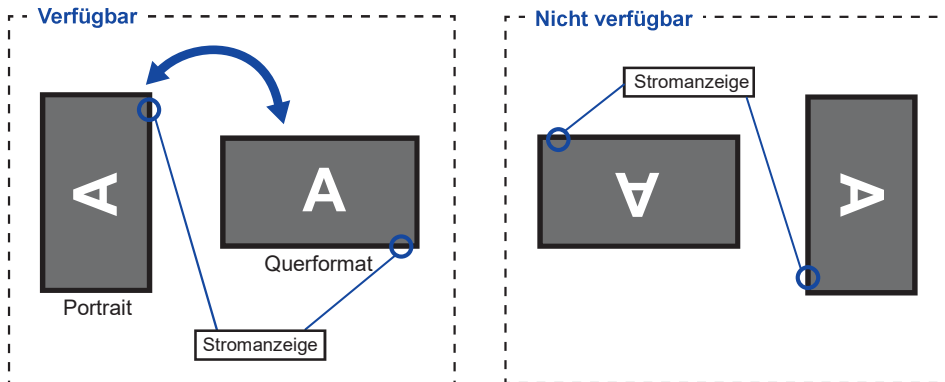 Verfügbar
A
A
Querformat
Portrait
Stromanzeige
Nicht verfügbar
Stromanzeige
A
A